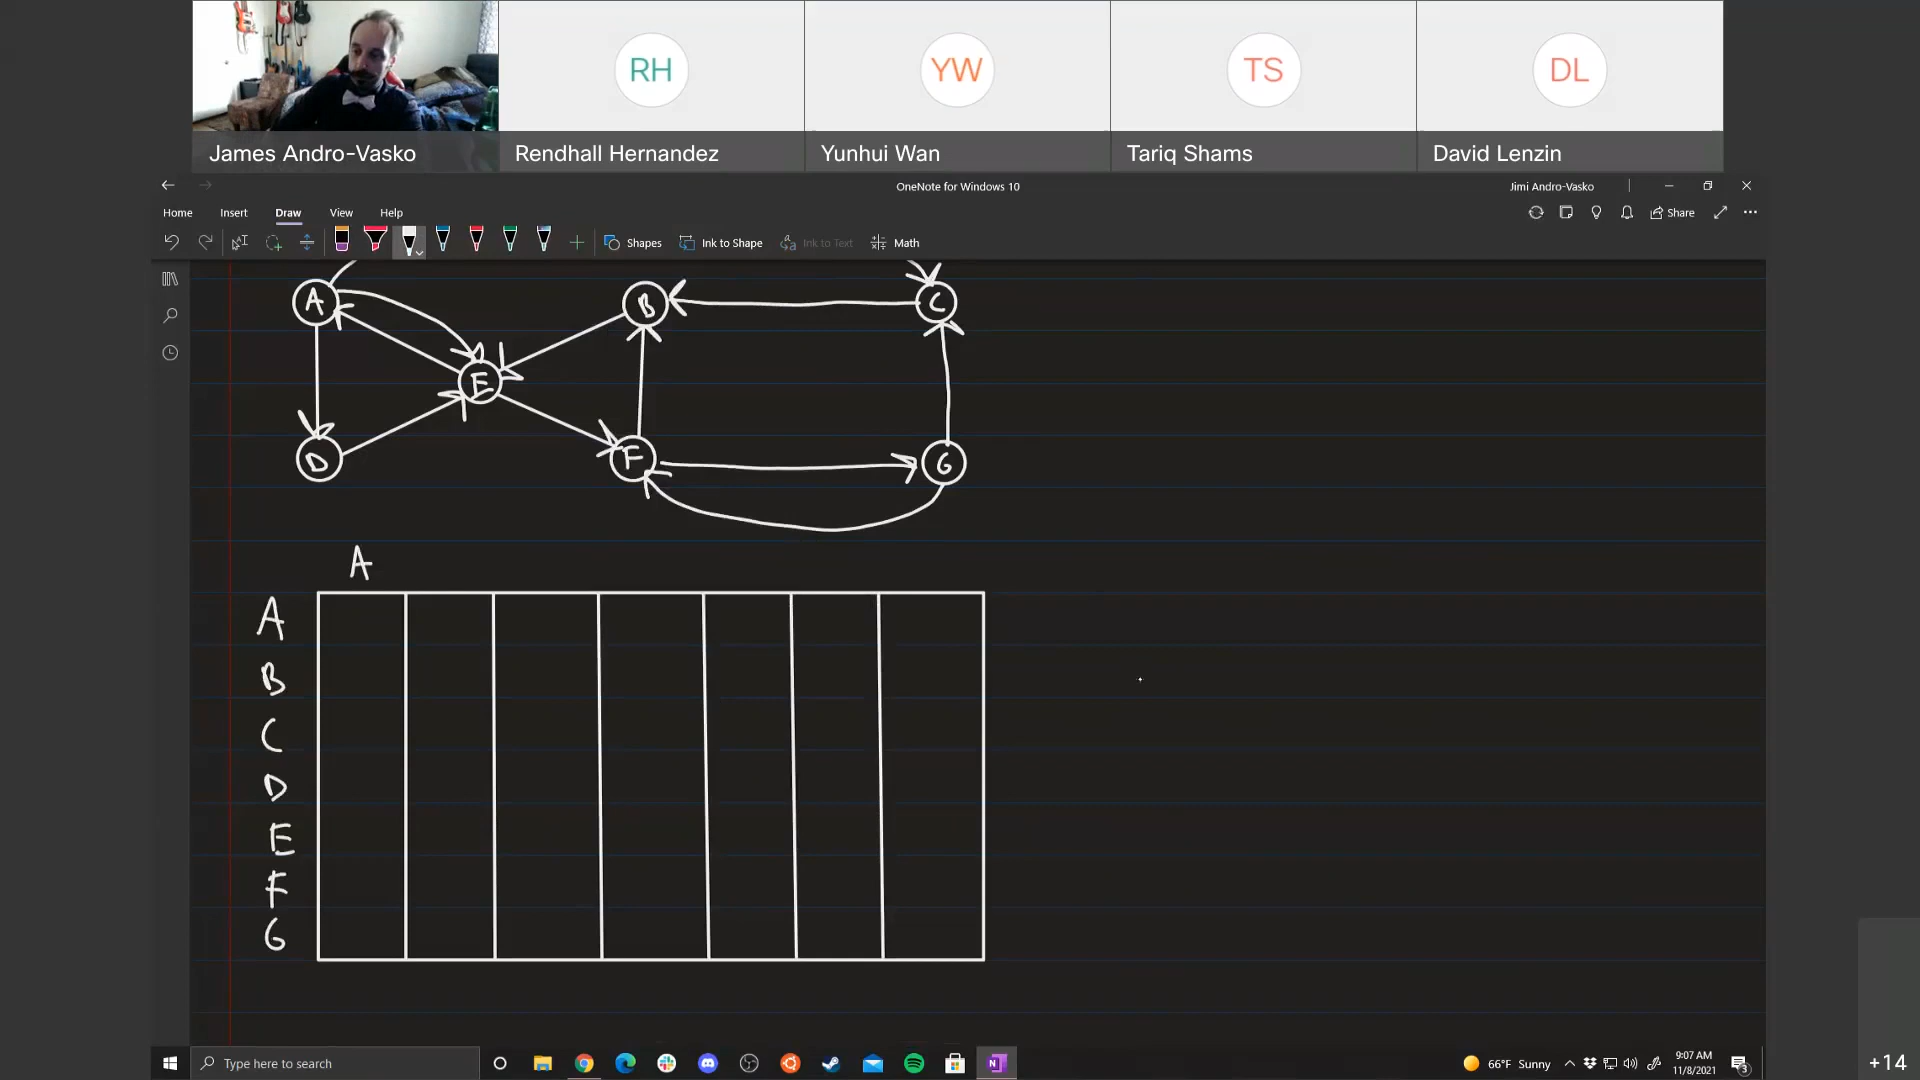 RH
YW
TS
DL
James Andro-Vasko
Rendhall Hernandez
Yunhui Wan
Tariq Shams
David Lenzin
OneNote for Windows 10
Jimi Andro-Vasko
Home Insert Draw View Help
Share
Shapes Ink to Shape Ink to Text Math
A B C
E
D F G
A
A
B
C
D
E
F
G
Type here to search
66°F Sunny
9:07 AM
11/8/2021
3
+14